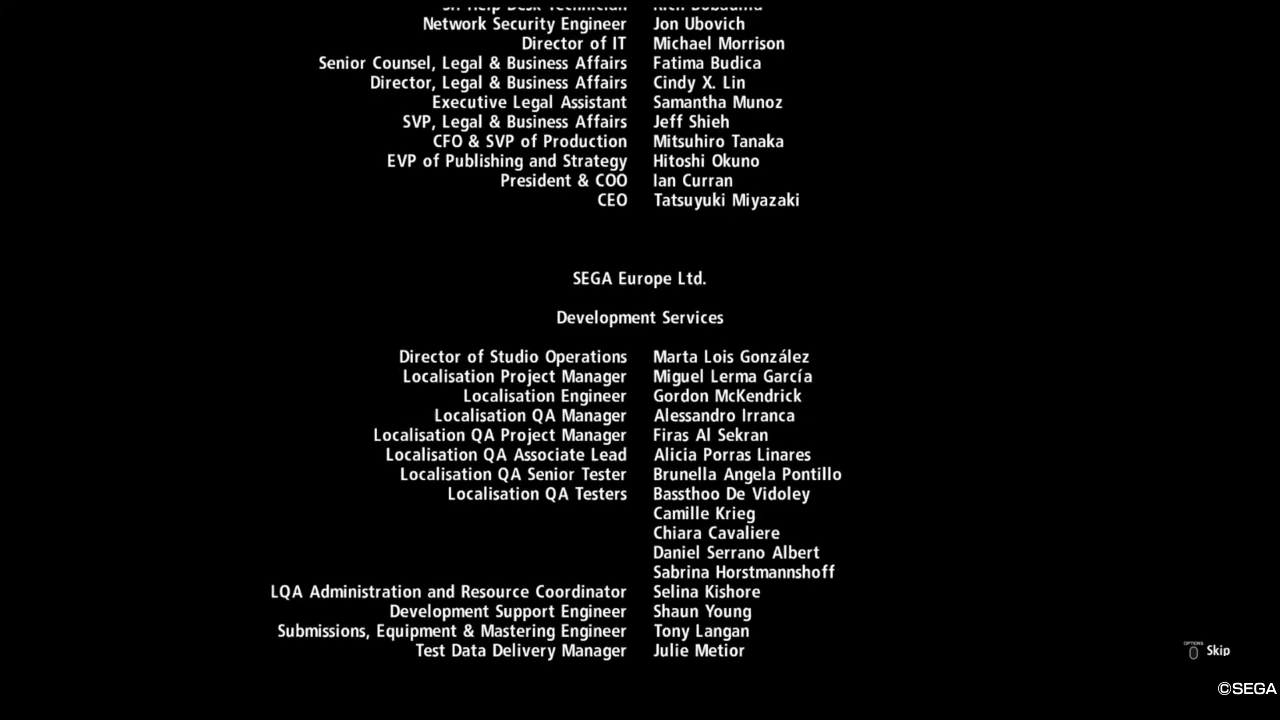 Network Security Engineer Jon Ubovich
Director of IT Michael Morrison
Senior Counsel, Legal & Business Affairs Fatima Budica
Director, Legal & Business Affairs Cindy X. Lin
Executive Legal Assistant Samantha Munoz
SVP, Legal & Business Affairs Jeff Shieh
CFO & SVP of Production Mitsuhiro Tanaka
EVP of Publishing and Strategy Hitoshi Okuno
President & COO Ian Curran
CEO Tatsuyuki Miyazaki
SEGA Europe Ltd.
Development Services
Director of Studio Operations Marta Lois González
Localisation Project Manager Miguel Lerma García
Localisation Engineer Gordon McKendrick
Localisation QA Manager Alessandro Irranca
Localisation QA Project Manager Firas Al Sekran
Localisation QA Associate Lead Alicia Porras Linares
Localisation QA Senior Tester Brunella Angela Pontillo
Localisation QA Testers Bassthoo De Vidoley
Camille Krieg
Chiara Cavaliere
Daniel Serrano Albert
Sabrina Horstmannshoff
LQA Administration and Resource Coordinator Selina Kishore
Development Support Engineer Shaun Young
Submissions, Equipment & Mastering Engineer Tony Langan
Test Data Delivery Manager Julie Metior
OPTIONS
Skip
©SEGA